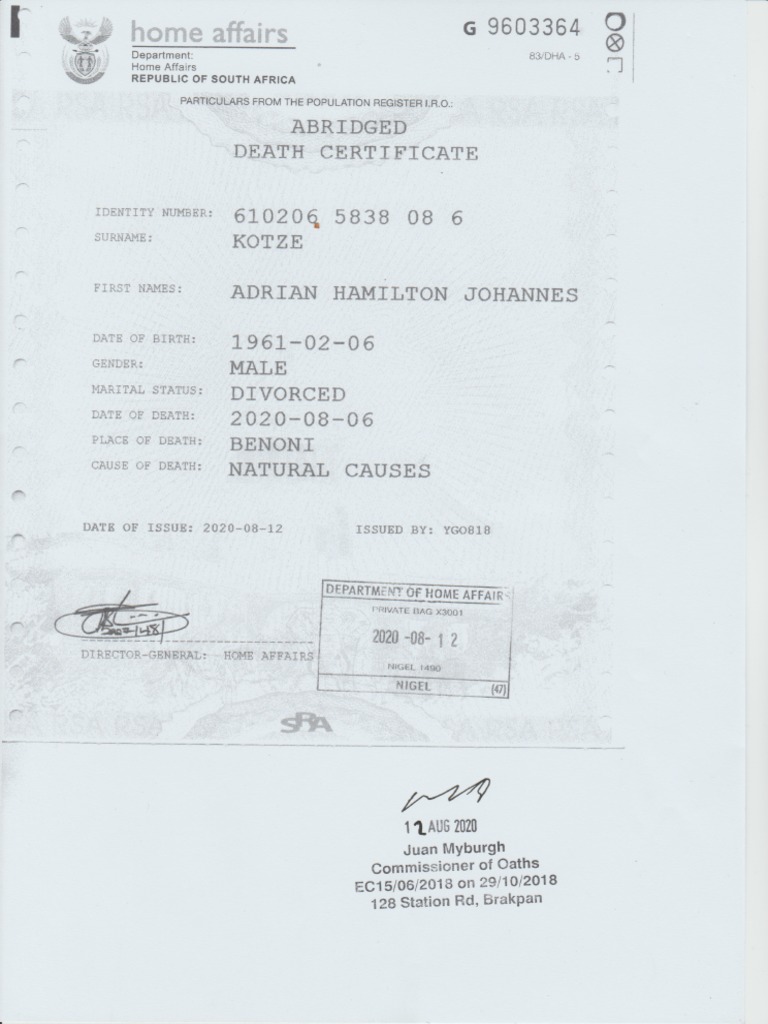 home affairs
G 9603364
Department:
Home Affairs
REPUBLIC OF SOUTH AFRICA
83/DHA - 5
PARTICULARS FROM THE POPULATION REGISTER I.R.O.:
ABRIDGED
DEATH CERTIFICATE
IDENTITY NUMBER: 610206 5838 08 6
SURNAME: KOTZE
FIRST NAMES: ADRIAN HAMILTON JOHANNES
DATE OF BIRTH: 1961-02-06
GENDER: MALE
MARITAL STATUS: DIVORCED
DATE OF DEATH: 2020-08-06
PLACE OF DEATH: BENONI
CAUSE OF DEATH: NATURAL CAUSES
DATE OF ISSUE: 2020-08-12 ISSUED BY: YGO818
DEPARTMENT OF HOME AFFAIRS
PRIVATE BAG X3001
2020 -08- 12
NIGEL 1490
NIGEL (47)
DIRECTOR-GENERAL: HOME AFFAIRS
RSA RSA
12 AUG 2020
Juan Myburgh
Commissioner of Oaths
EC15/06/2018 on 29/10/2018
128 Station Rd, Brakpan